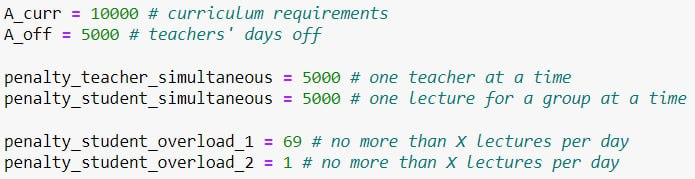 A_curr = 10000 # curriculum requirements
A_off = 5000 # teachers' days off
penalty_teacher_simultaneous = 5000 # one teacher at a time
penalty_student_simultaneous = 5000 # one lecture for a group at a time
penalty_student_overload_1 = 69 # no more than X lectures per day
penalty_student_overload_2 = 1 # no more than X lectures per day